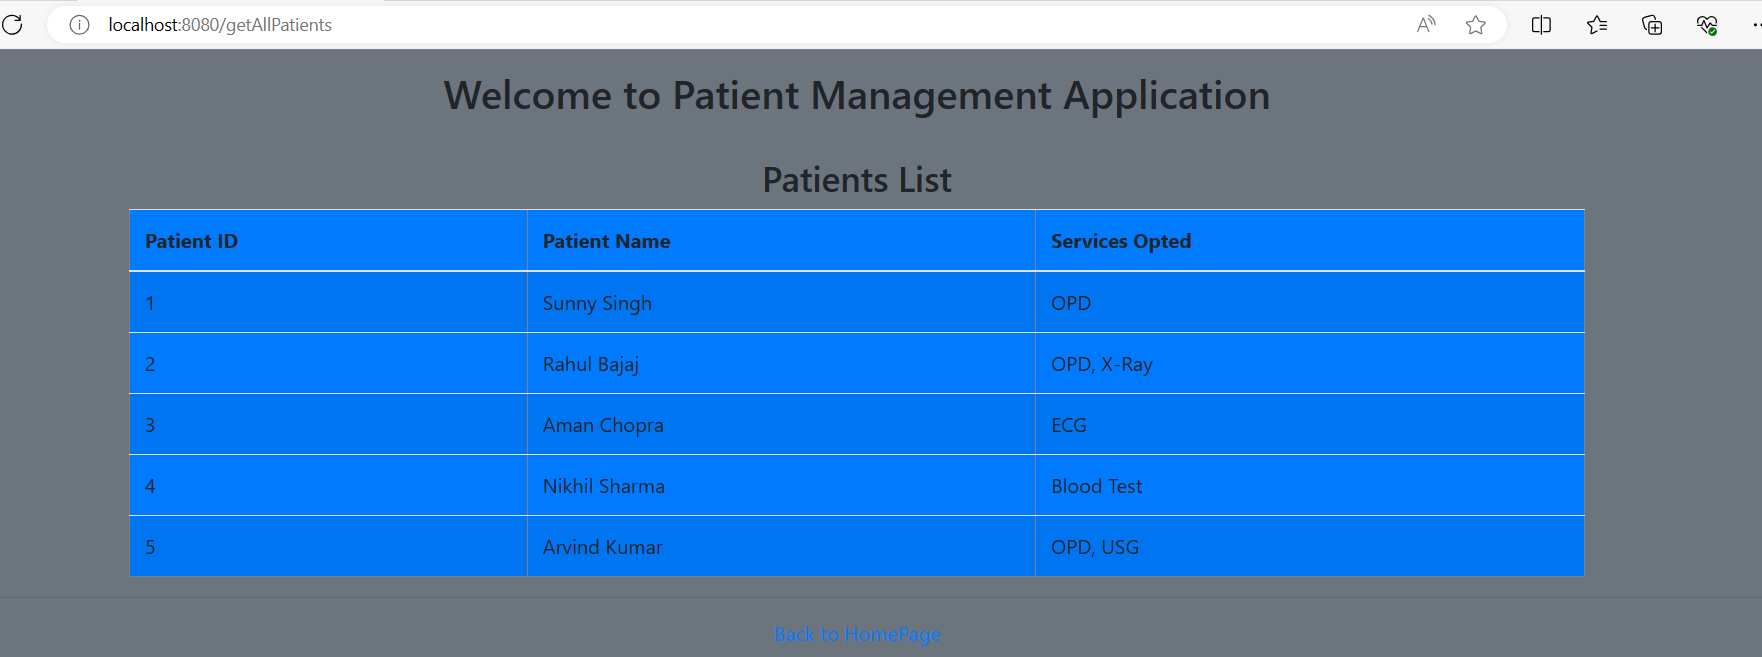 localhost:8080/getAllPatients
Welcome to Patient Management Application
Patients List
Patient ID Patient Name Services Opted
1 Sunny Singh OPD
2 Rahul Bajaj OPD, X-Ray
3 Aman Chopra ECG
4 Nikhil Sharma Blood Test
5 Arvind Kumar OPD, USG
Back to HomePage